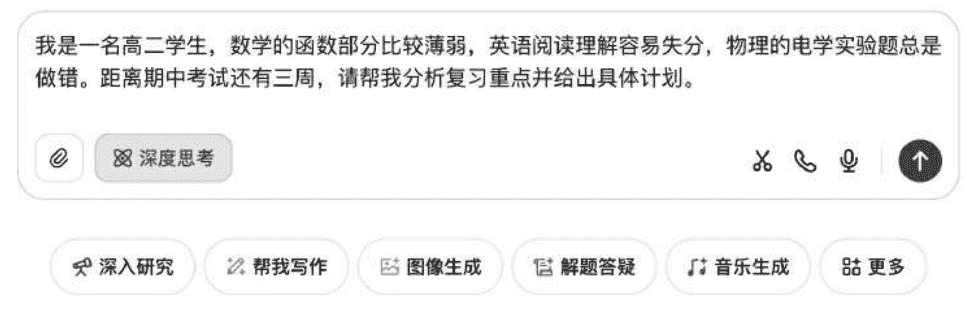 我是一名高二学生，数学的函数部分比较薄弱，英语阅读理解容易失分，物理的电学实验题总是
做错。距离期中考试还有三周，请帮我分析复习重点并给出具体计划。
深度思考
深入研究 帮我写作 图像生成 解题答疑 音乐生成 更多